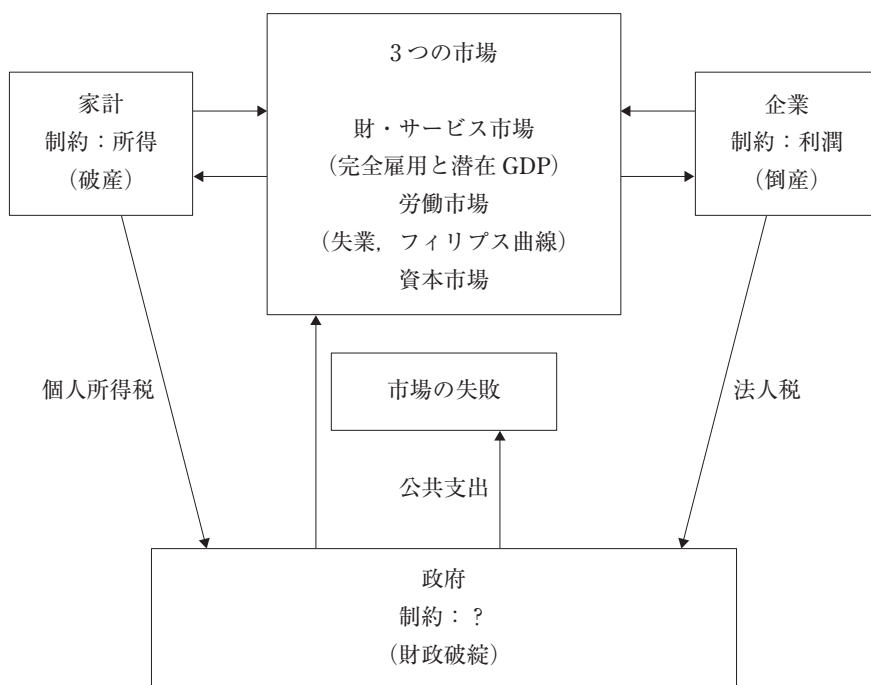 3つの市場
家計
制約：所得
（破産）
財・サービス市場
（完全雇用と潜在 GDP）
労働市場
（失業，フィリプス曲線）
資本市場
企業
制約：利潤
（倒産）
個人所得税
市場の失敗
法人税
公共支出
政府
制約：？
（財政破綻）